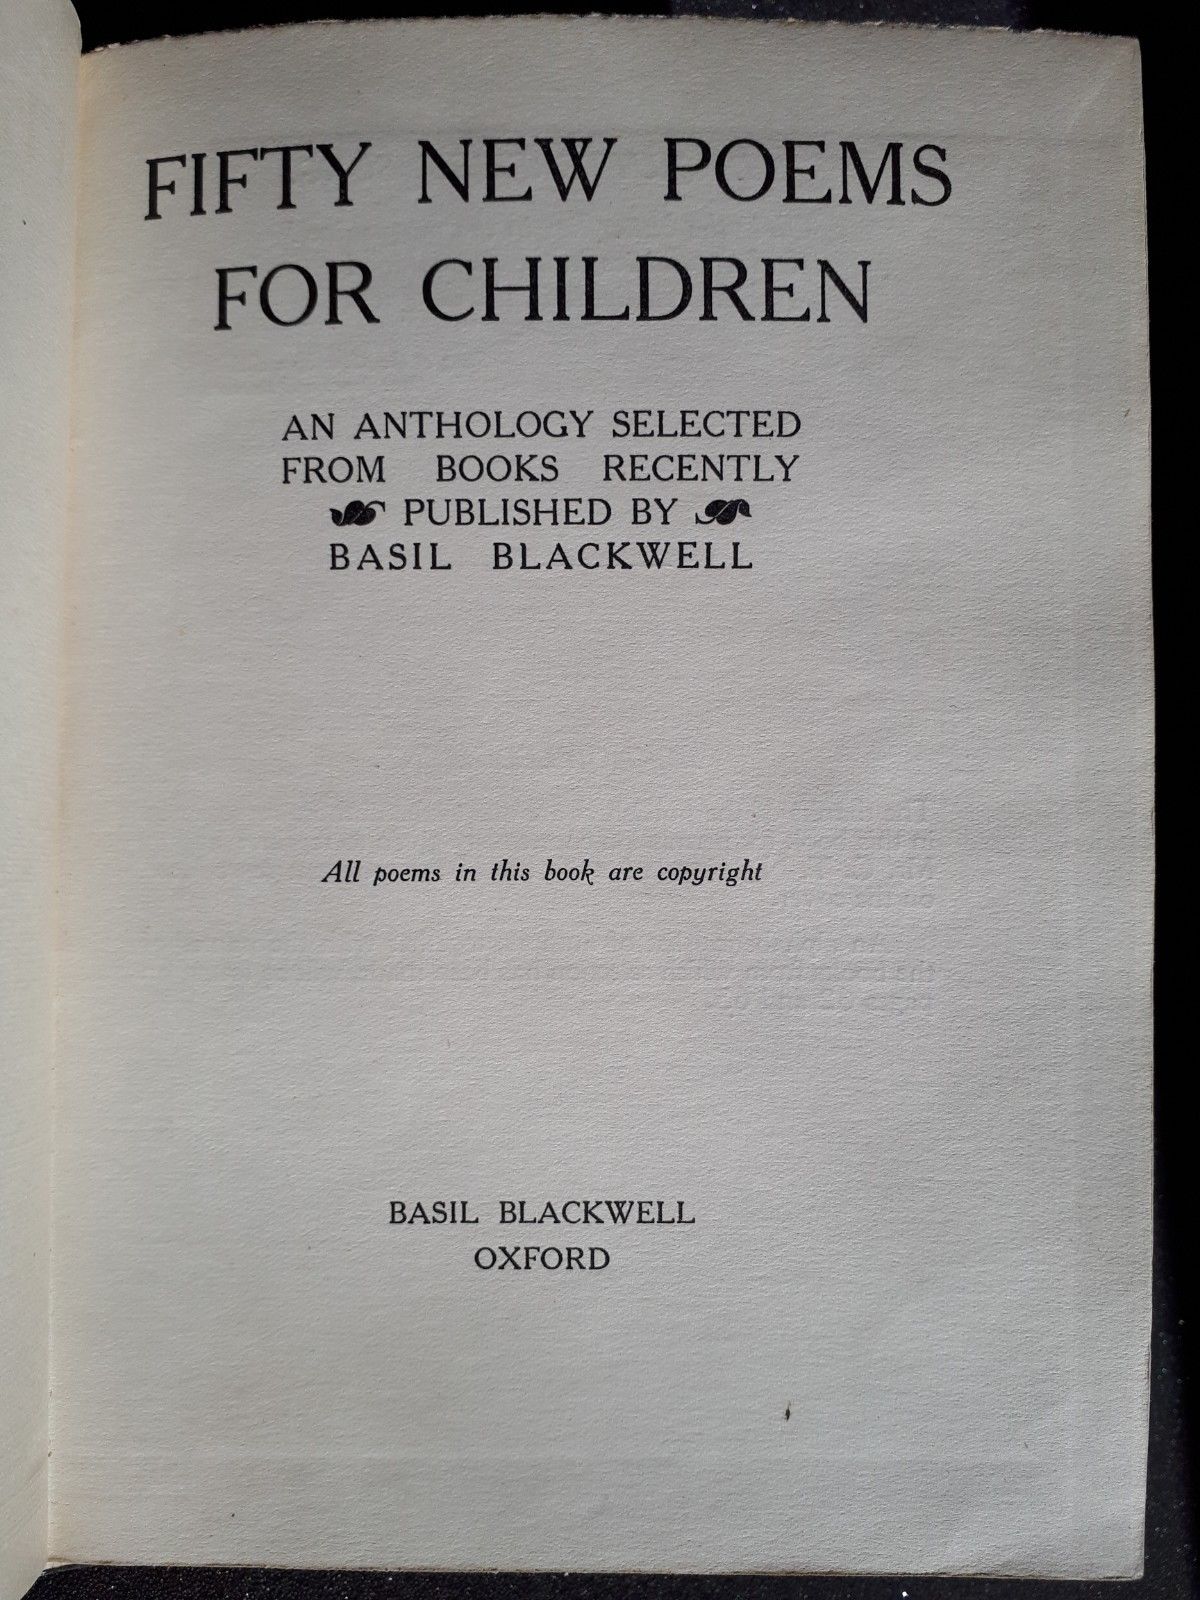 FIFTY NEW POEMS
FOR CHILDREN
AN ANTHOLOGY SELECTED
FROM BOOKS RECENTLY
PUBLISHED BY
BASIL BLACKWELL
All poems in this book are copyright
BASIL BLACKWELL
OXFORD